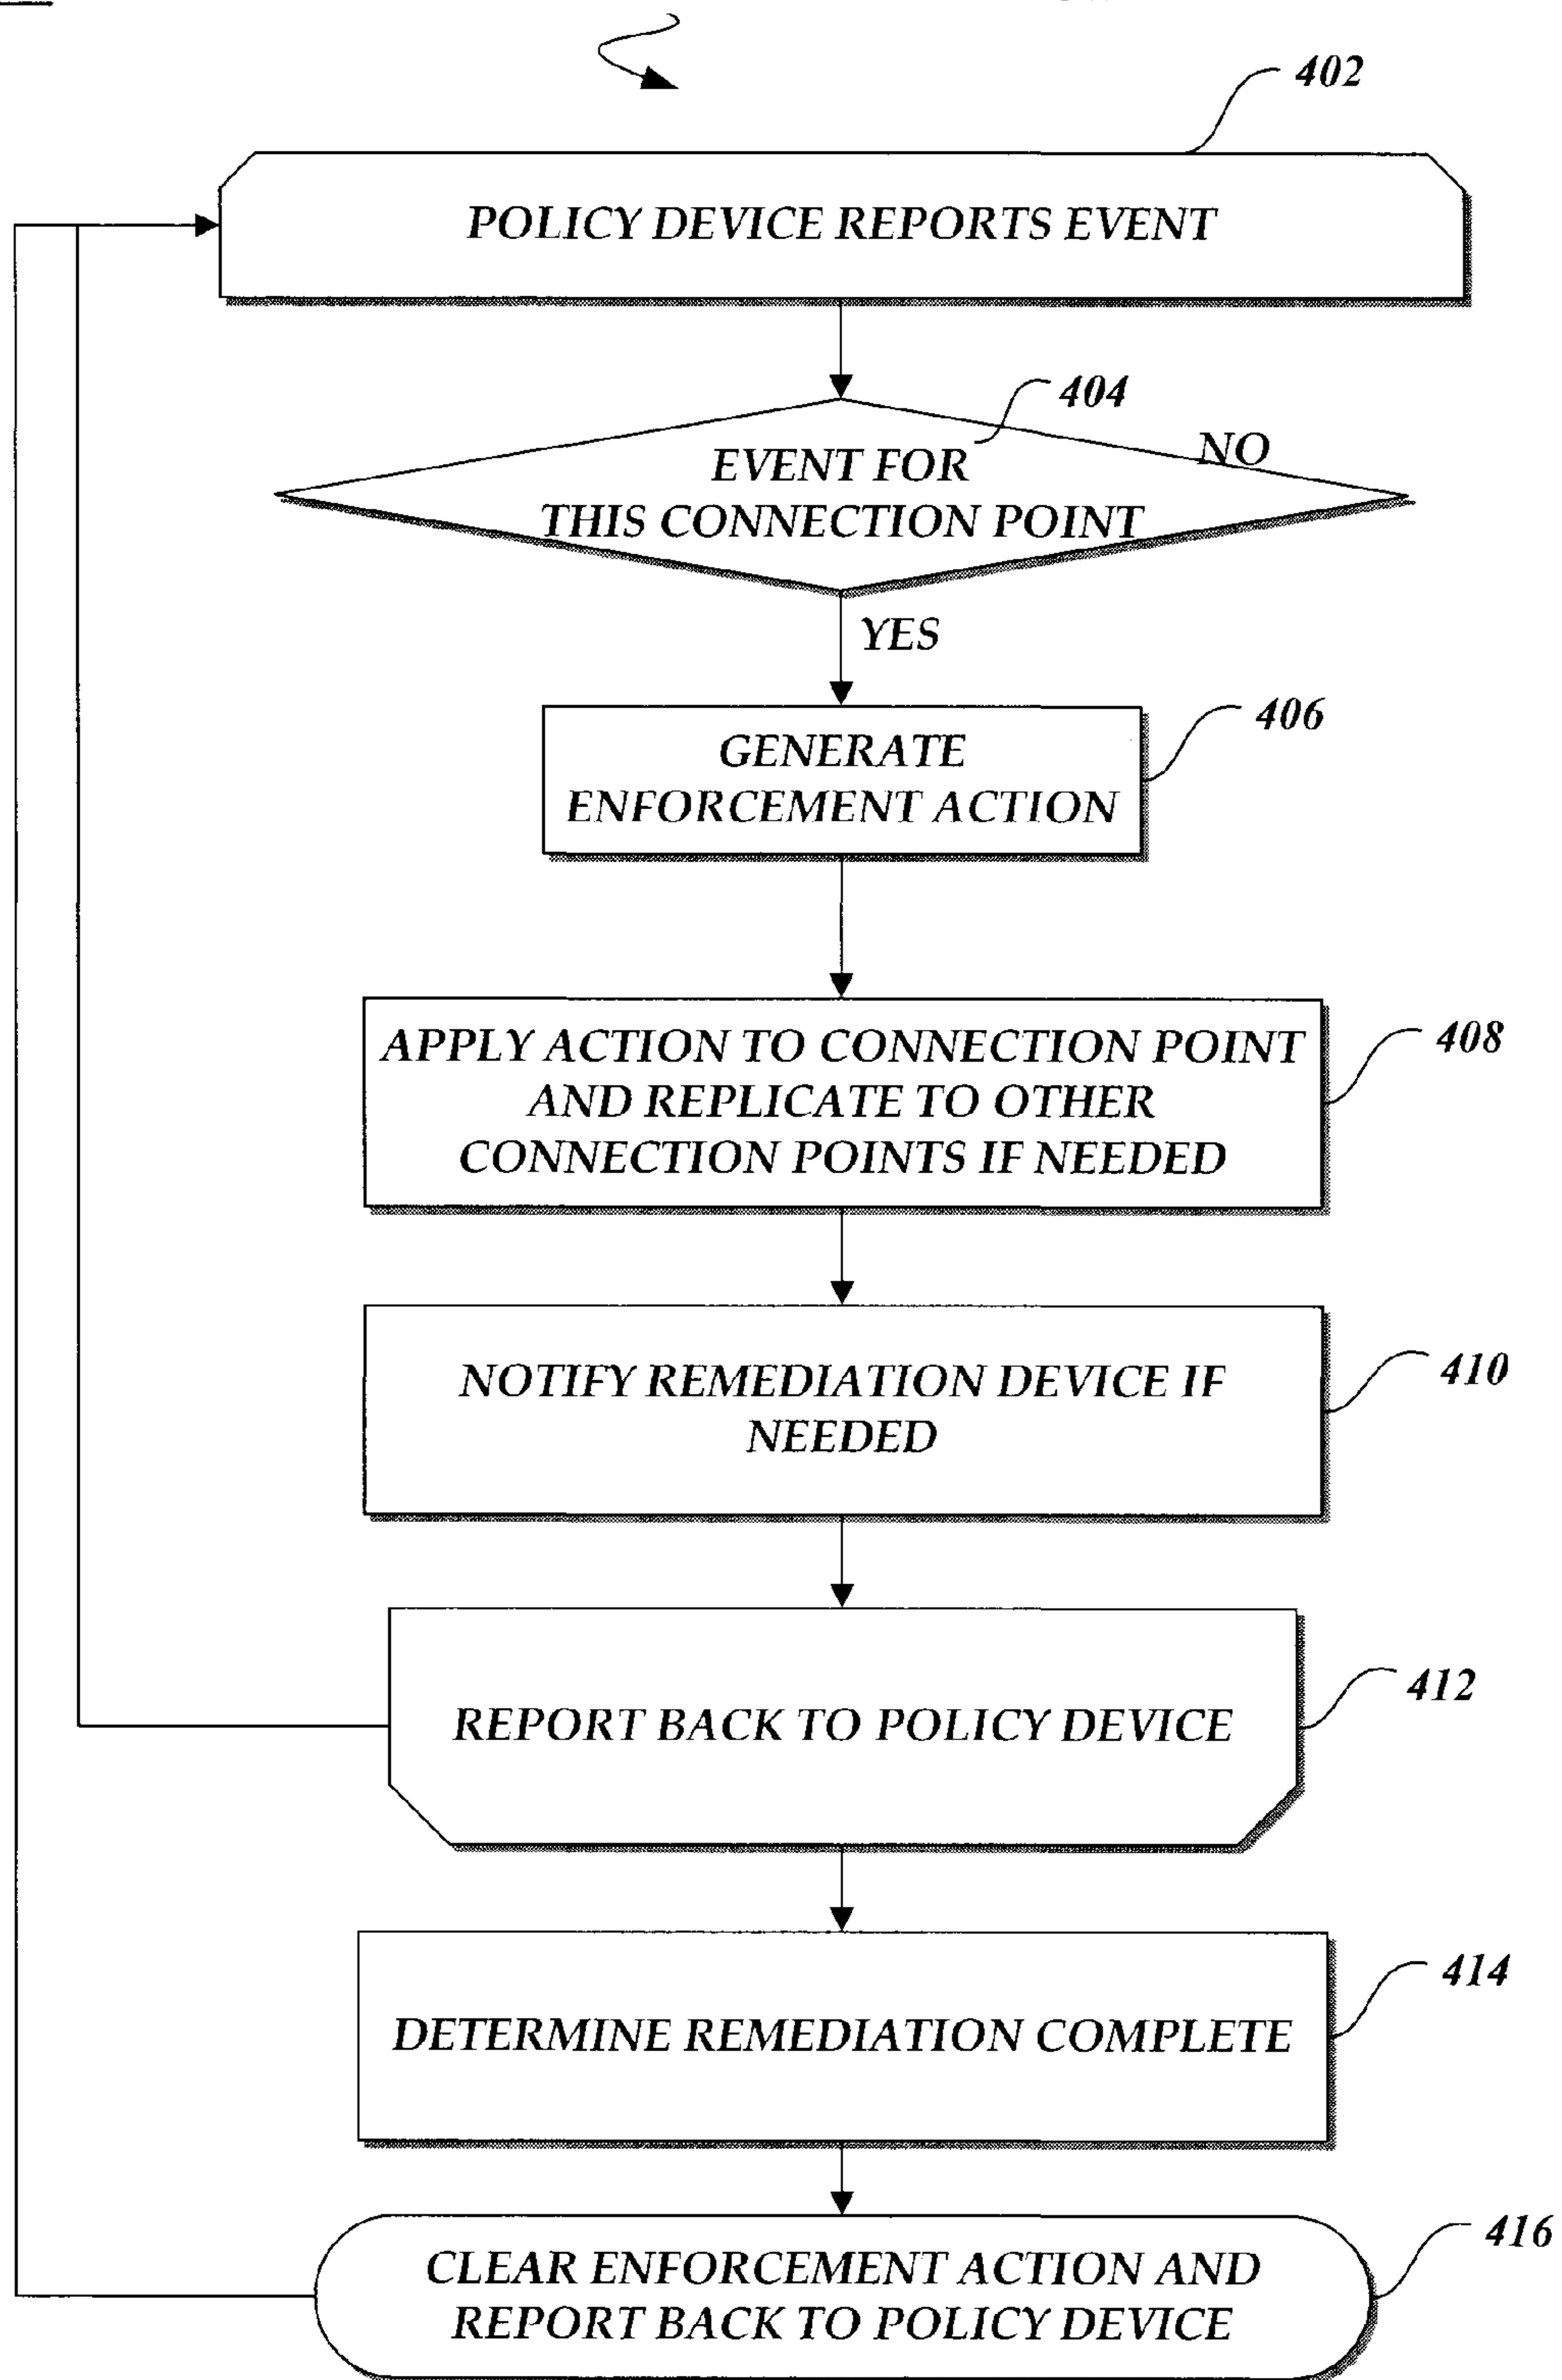 402
POLICY DEVICE REPORTS EVENT
404
NO
EVENT FOR
THIS CONNECTION POINT
YES
406
GENERATE
ENFORCEMENT ACTION
408
APPLY ACTION TO CONNECTION POINT
AND REPLICATE TO OTHER
CONNECTION POINTS IF NEEDED
410
NOTIFY REMEDIATION DEVICE IF
NEEDED
412
REPORT BACK TO POLICY DEVICE
414
DETERMINE REMEDIATION COMPLETE
416
CLEAR ENFORCEMENT ACTION AND
REPORT BACK TO POLICY DEVICE